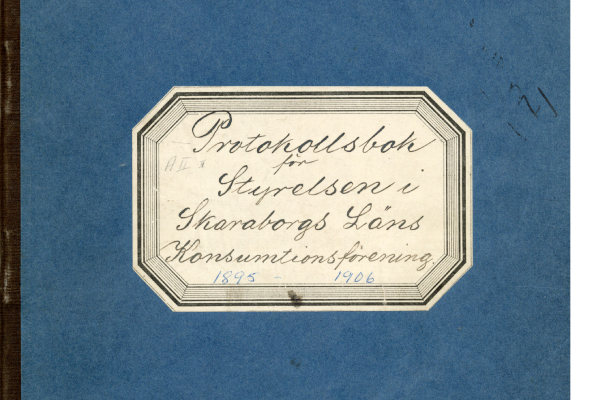 Protokollsbok
för
Styrelsen i
Skaraborgs Läns
Konsumtionsförening.
1895 - 1906